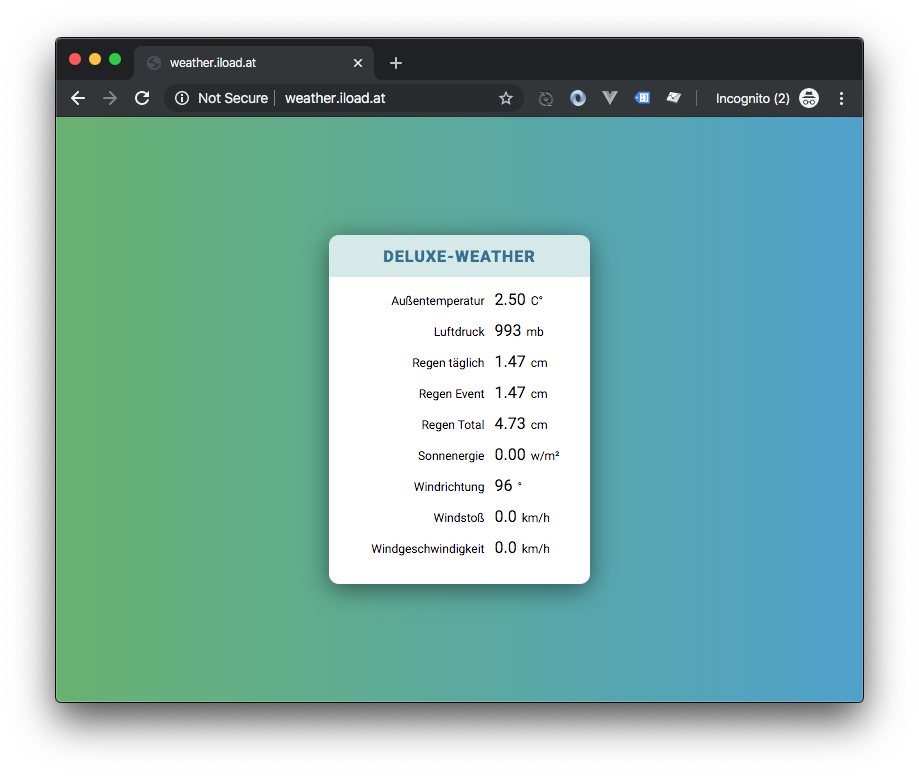 weather.iload.at
Not Secure weather.iload.at Incognito (2)
DELUXE-WEATHER
Außentemperatur 2.50 C°
Luftdruck 993 mb
Regen täglich 1.47 cm
Regen Event 1.47 cm
Regen Total 4.73 cm
Sonnenergie 0.00 w/m²
Windrichtung 96 °
Windstoß 0.0 km/h
Windgeschwindigkeit 0.0 km/h